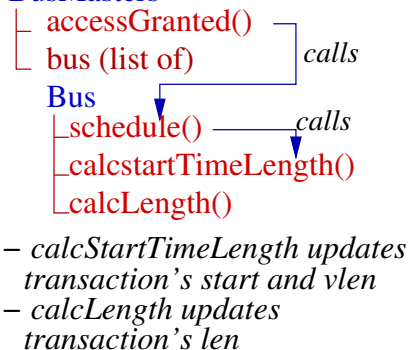 BusMasters
accessGranted()
bus (list of)
calls
Bus
schedule()
calls
calcstartTimeLength()
calcLength()
– calcStartTimeLength updates
transaction's start and vlen
– calcLength updates
transaction's len